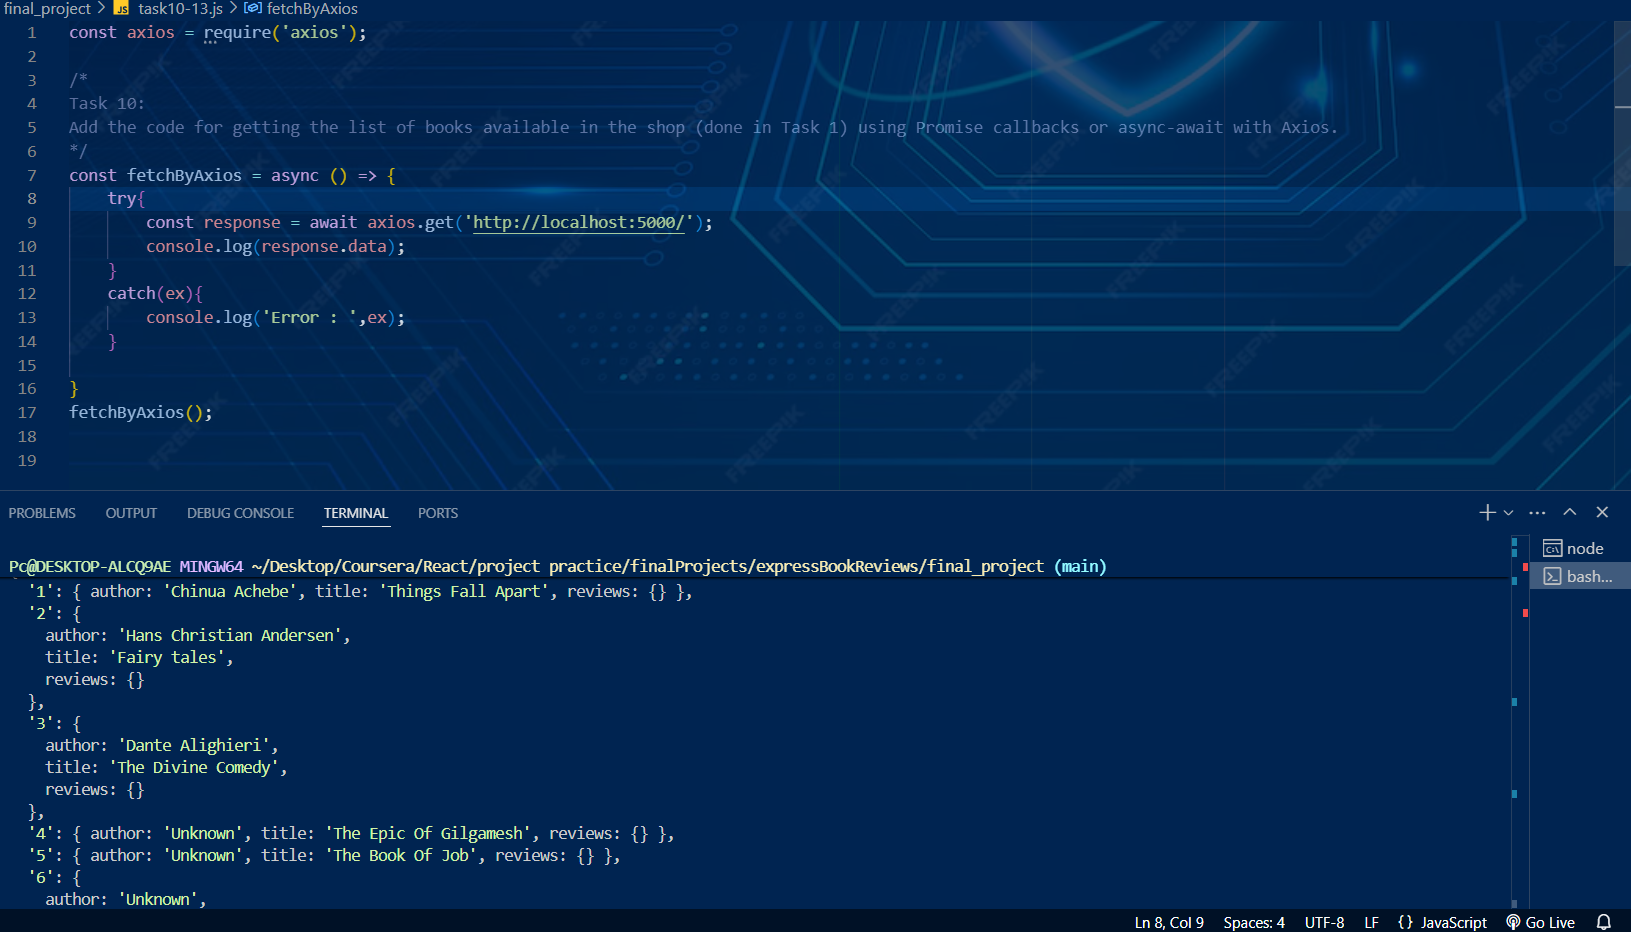 final_project > JS task10-13.js > fetchByAxios
1 const axios = require('axios');
2
3 /*
4 Task 10:
5 Add the code for getting the list of books available in the shop (done in Task 1) using Promise callbacks or async-await with Axios.
6 */
7 const fetchByAxios = async () => {
8 try{
9 const response = await axios.get('http://localhost:5000/');
10 console.log(response.data);
11 }
12 catch(ex){
13 console.log('Error : ',ex);
14 }
15
16 }
17 fetchByAxios();
18
19
PROBLEMS OUTPUT DEBUG CONSOLE TERMINAL PORTS
node
bash...
Pc@DESKTOP-ALCQ9AE MINGW64 ~/Desktop/Coursera/React/project practice/finalProjects/expressBookReviews/final_project (main)
'1': { author: 'Chinua Achebe', title: 'Things Fall Apart', reviews: {} },
'2': {
author: 'Hans Christian Andersen',
title: 'Fairy tales',
reviews: {}
},
'3': {
author: 'Dante Alighieri',
title: 'The Divine Comedy',
reviews: {}
},
'4': { author: 'Unknown', title: 'The Epic Of Gilgamesh', reviews: {} },
'5': { author: 'Unknown', title: 'The Book Of Job', reviews: {} },
'6': {
author: 'Unknown',
Ln 8, Col 9 Spaces: 4 UTF-8 LF {} JavaScript Go Live
FREEPIK